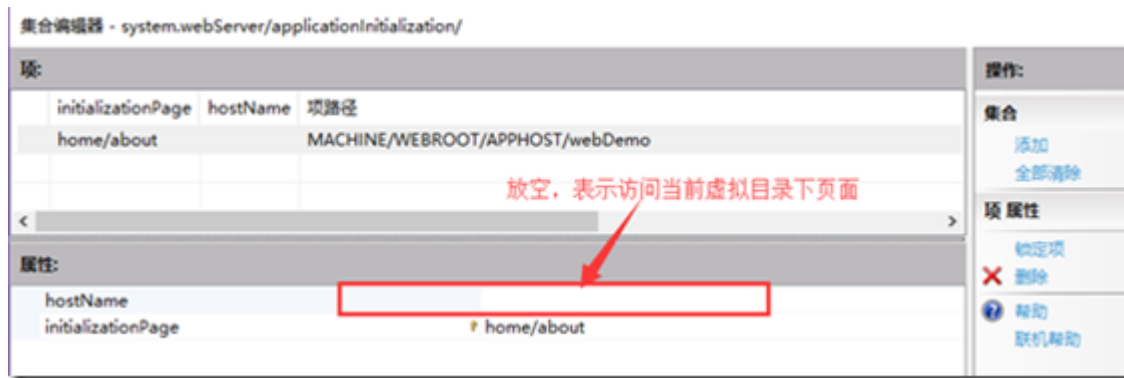 集合编辑器 - system.webServer/applicationInitialization/
项:
initializationPage hostName 项路径
home/about MACHINE/WEBROOT/APPHOST/webDemo
放空，表示访问当前虚拟目录下页面
属性:
hostName
initializationPage home/about
操作:
集合
添加
全部清除
项 属性
锁定项
删除
帮助
联机帮助